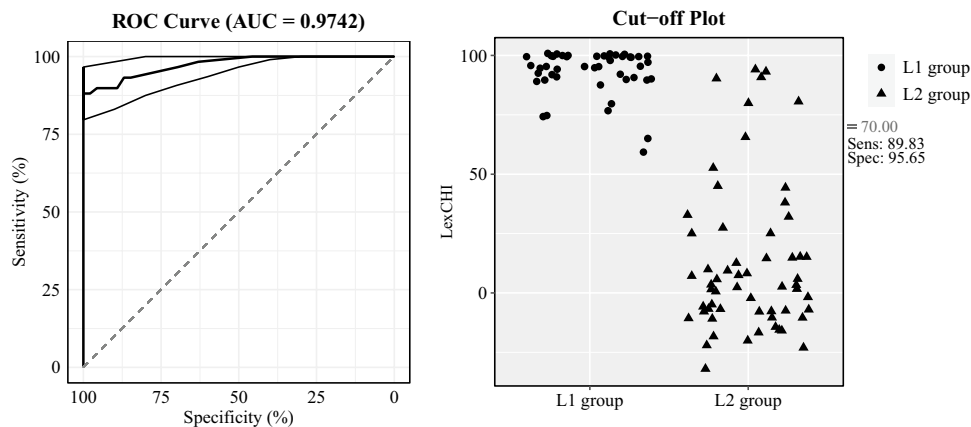 ROC Curve (AUC = 0.9742)
100
75
50
25
0
Sensitivity (%)
100
75
50
25
0
Specificity (%)
Cut−off Plot
100
50
0
LexCHI
L1 group
L2 group
L1 group
L2 group
= 70.00
Sens: 89.83
Spec: 95.65